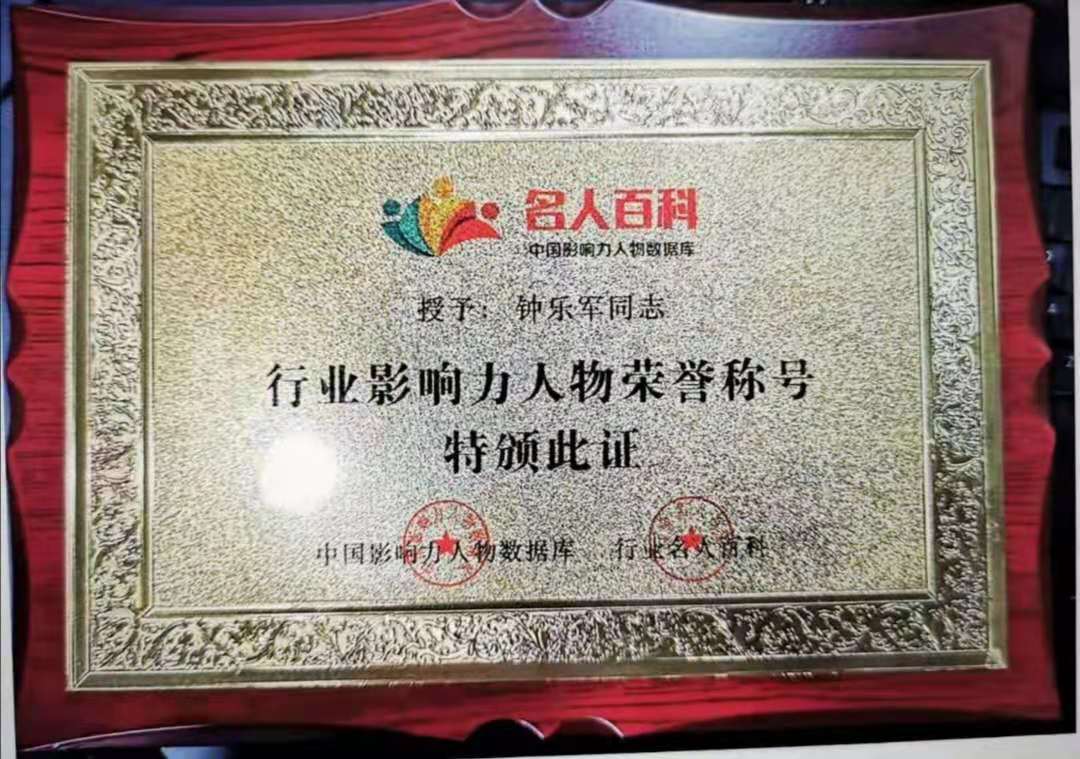 名人百科
中国影响力人物数据库
授予：钟乐军同志
行业影响力人物荣誉称号
特颁此证
中国影响力人物数据库 行业名人百科